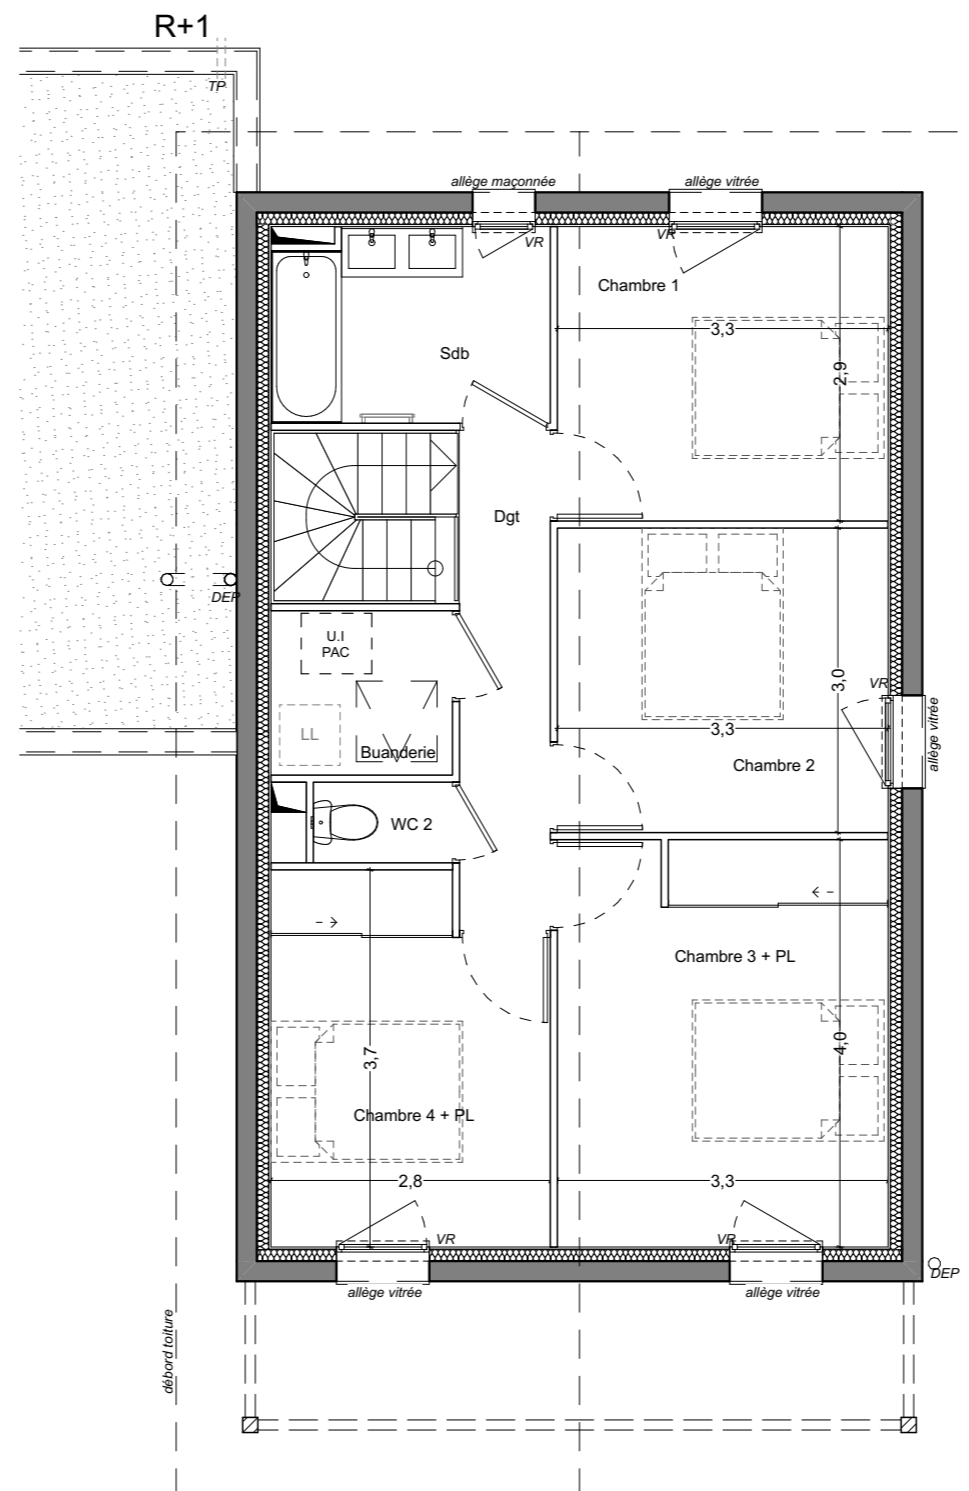 R+1
TP
allège maçonnée
allège vitrée
VR
VR
Chambre 1
3,3
Sdb
2,9
Dgt
DEP
U.I
PAC
3,0
VR
LL
3,3
allège vitrée
Buanderie
Chambre 2
WC 2
Chambre 3 + PL
3,7
4,0
Chambre 4 + PL
2,8
3,3
VR
VR
DEP
allège vitrée
allège vitrée
débord toiture